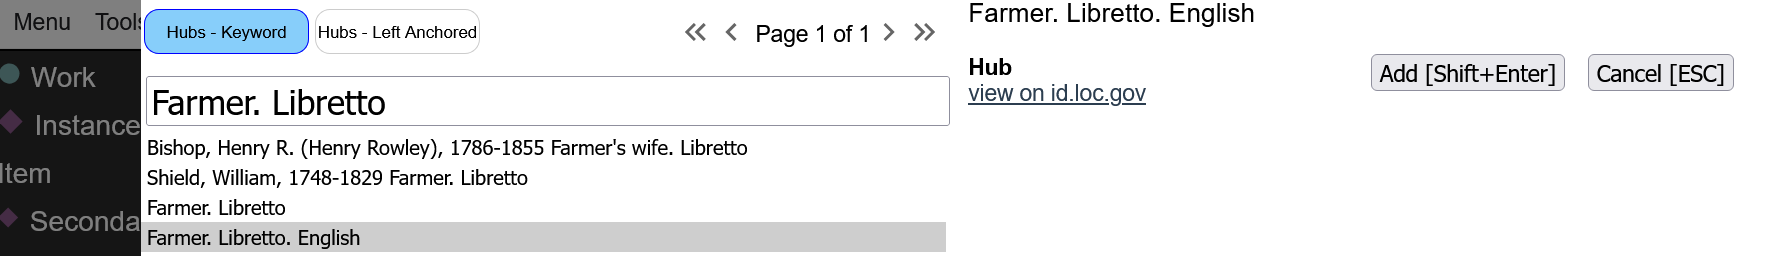 Menu Tools
Work
Instance
Item
Seconda
Hubs - Keyword
Hubs - Left Anchored
Page 1 of 1
Farmer. Libretto
Bishop, Henry R. (Henry Rowley), 1786-1855 Farmer's wife. Libretto
Shield, William, 1748-1829 Farmer. Libretto
Farmer. Libretto
Farmer. Libretto. English
Farmer. Libretto. English
Hub
view on id.loc.gov
Add [Shift+Enter]
Cancel [ESC]